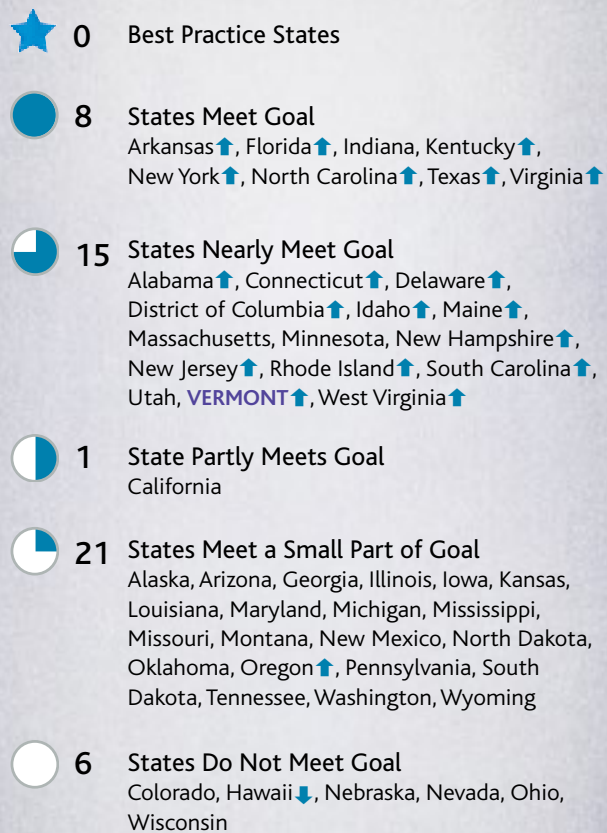 0 Best Practice States
8 States Meet Goal
Arkansas⬆, Florida⬆, Indiana, Kentucky⬆,
New York⬆, North Carolina⬆, Texas⬆, Virginia⬆
15 States Nearly Meet Goal
Alabama⬆, Connecticut⬆, Delaware⬆,
District of Columbia⬆, Idaho⬆, Maine⬆,
Massachusetts, Minnesota, New Hampshire⬆,
New Jersey⬆, Rhode Island⬆, South Carolina⬆,
Utah, VERMONT⬆, West Virginia⬆
1 State Partly Meets Goal
California
21 States Meet a Small Part of Goal
Alaska, Arizona, Georgia, Illinois, Iowa, Kansas,
Louisiana, Maryland, Michigan, Mississippi,
Missouri, Montana, New Mexico, North Dakota,
Oklahoma, Oregon⬆, Pennsylvania, South
Dakota, Tennessee, Washington, Wyoming
6 States Do Not Meet Goal
Colorado, Hawaii⬇, Nebraska, Nevada, Ohio,
Wisconsin